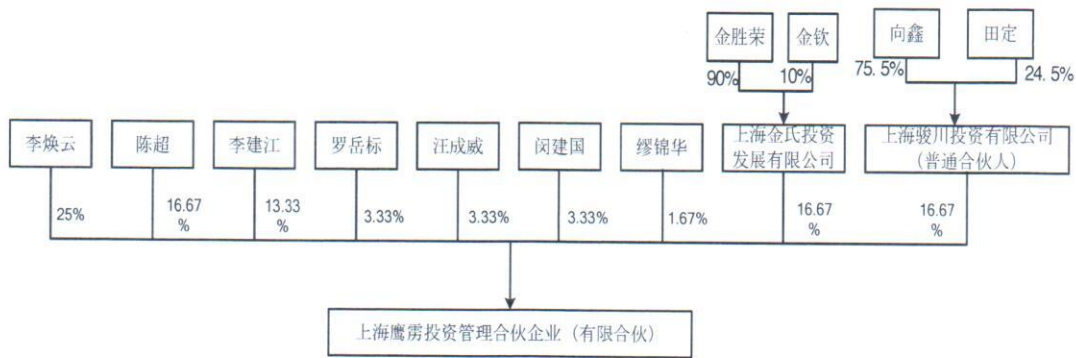 金胜荣
金钦
向鑫
田定
90%
10%
75.5%
24.5%
李焕云
陈超
李建江
罗岳标
汪成威
闵建国
缪锦华
上海金氏投资
发展有限公司
上海骏川投资有限公司
(普通合伙人)
25%
16.67
%
13.33
%
3.33%
3.33%
3.33%
1.67%
16.67
%
16.67
%
上海鹰雳投资管理合伙企业（有限合伙）